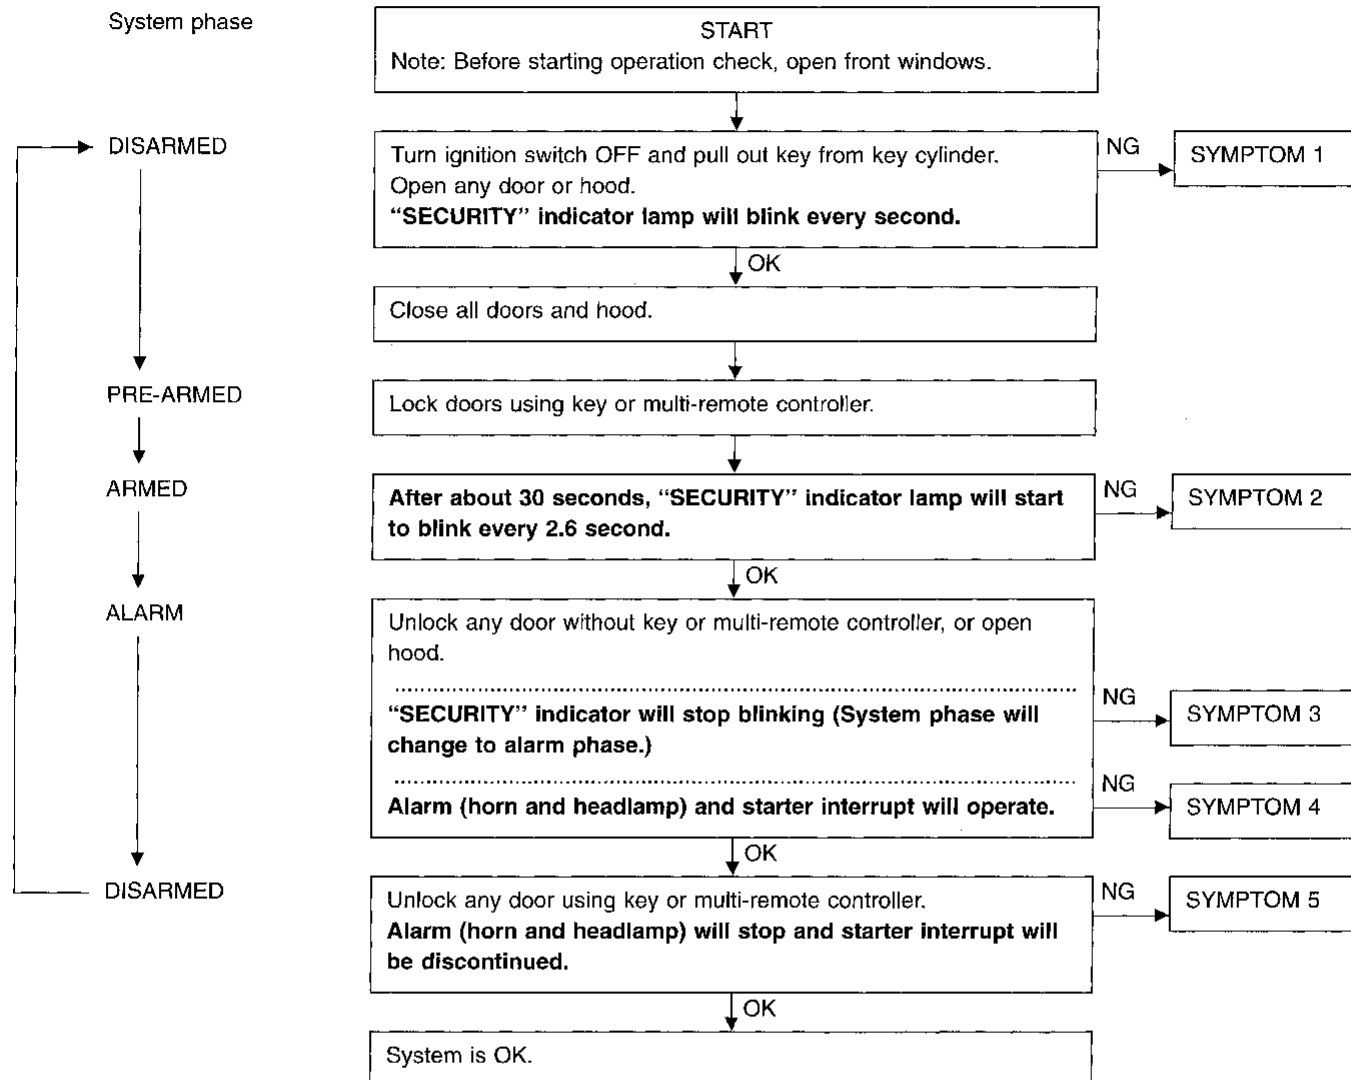 System phase
START
Note: Before starting operation check, open front windows.
DISARMED
Turn ignition switch OFF and pull out key from key cylinder.
Open any door or hood.
“SECURITY” indicator lamp will blink every second.
NG
SYMPTOM 1
OK
Close all doors and hood.
PRE-ARMED
Lock doors using key or multi-remote controller.
ARMED
After about 30 seconds, “SECURITY” indicator lamp will start
to blink every 2.6 second.
NG
SYMPTOM 2
OK
ALARM
Unlock any door without key or multi-remote controller, or open
hood.
“SECURITY” indicator will stop blinking (System phase will
change to alarm phase.)
NG
SYMPTOM 3
Alarm (horn and headlamp) and starter interrupt will operate.
NG
SYMPTOM 4
OK
DISARMED
Unlock any door using key or multi-remote controller.
Alarm (horn and headlamp) will stop and starter interrupt will
be discontinued.
NG
SYMPTOM 5
OK
System is OK.